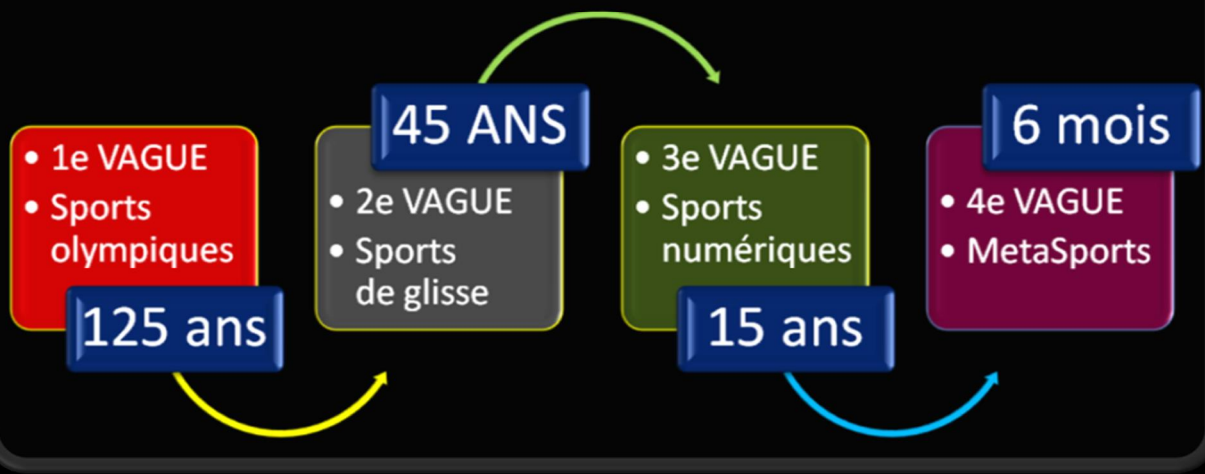 • 1e VAGUE
• Sports
olympiques
125 ans
45 ANS
• 2e VAGUE
• Sports
de glisse
• 3e VAGUE
• Sports
numériques
15 ans
6 mois
• 4e VAGUE
• MetaSports